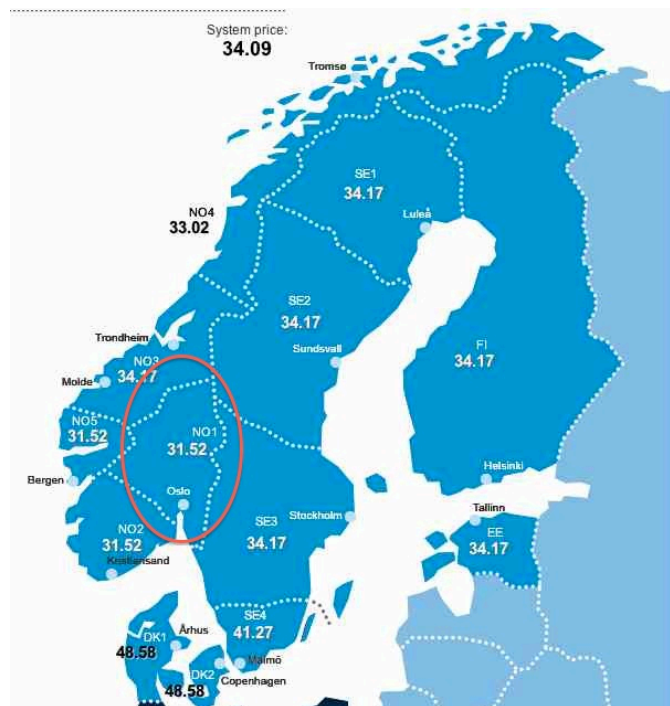 System price:
34.09
Tromsø
SE1
34.17
NO4
33.02
Luleå
SE2
34.17
Trondheim
Sundsvall
FI
34.17
NO3
34.17
Molde
NO5
31.52
NO1
31.52
Bergen
Oslo
Helsinki
Stockholm
Tallinn
SE3
34.17
EE
34.17
NO2
31.52
Kristiansand
SE4
41.27
Århus
DK1
48.58
Malmö
DK2
48.58
Copenhagen